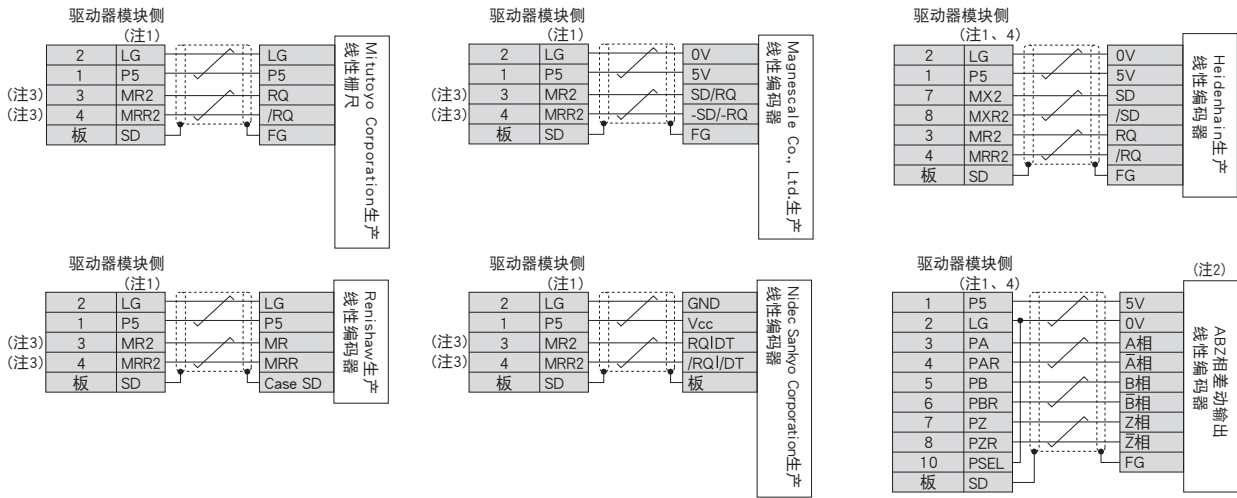 驱动器模块侧
(注1)
2 LG LG
1 P5 P5
(注3) 3 MR2 RQ
(注3) 4 MRR2 /RQ
板 SD FG
Mitutoyo Corporation生产
线性栅尺
驱动器模块侧
(注1)
2 LG 0V
1 P5 5V
(注3) 3 MR2 SD/RQ
(注3) 4 MRR2 -SD/-RQ
板 SD FG
Magnescale Co., Ltd.生产
线性编码器
驱动器模块侧
(注1、4)
2 LG 0V
1 P5 5V
7 MX2 SD
8 MXR2 /SD
3 MR2 RQ
4 MRR2 /RQ
板 SD FG
Heidenhain生产
线性编码器
驱动器模块侧
(注1)
2 LG LG
1 P5 P5
(注3) 3 MR2 MR
(注3) 4 MRR2 MRR
板 SD Case SD
Renishaw生产
线性编码器
驱动器模块侧
(注1)
2 LG GND
1 P5 Vcc
(注3) 3 MR2 RQ|DT
(注3) 4 MRR2 /RQ|/DT
板 SD 板
Nidec Sankyo Corporation生产
线性编码器
驱动器模块侧
(注1、4)
(注2)
1 P5 5V
2 LG 0V
3 PA A相
4 PAR A̅相
5 PB B相
6 PBR B̅相
7 PZ Z相
8 PZR Z̅相
10 PSEL FG
板 SD
ABZ相差动输出
线性编码器